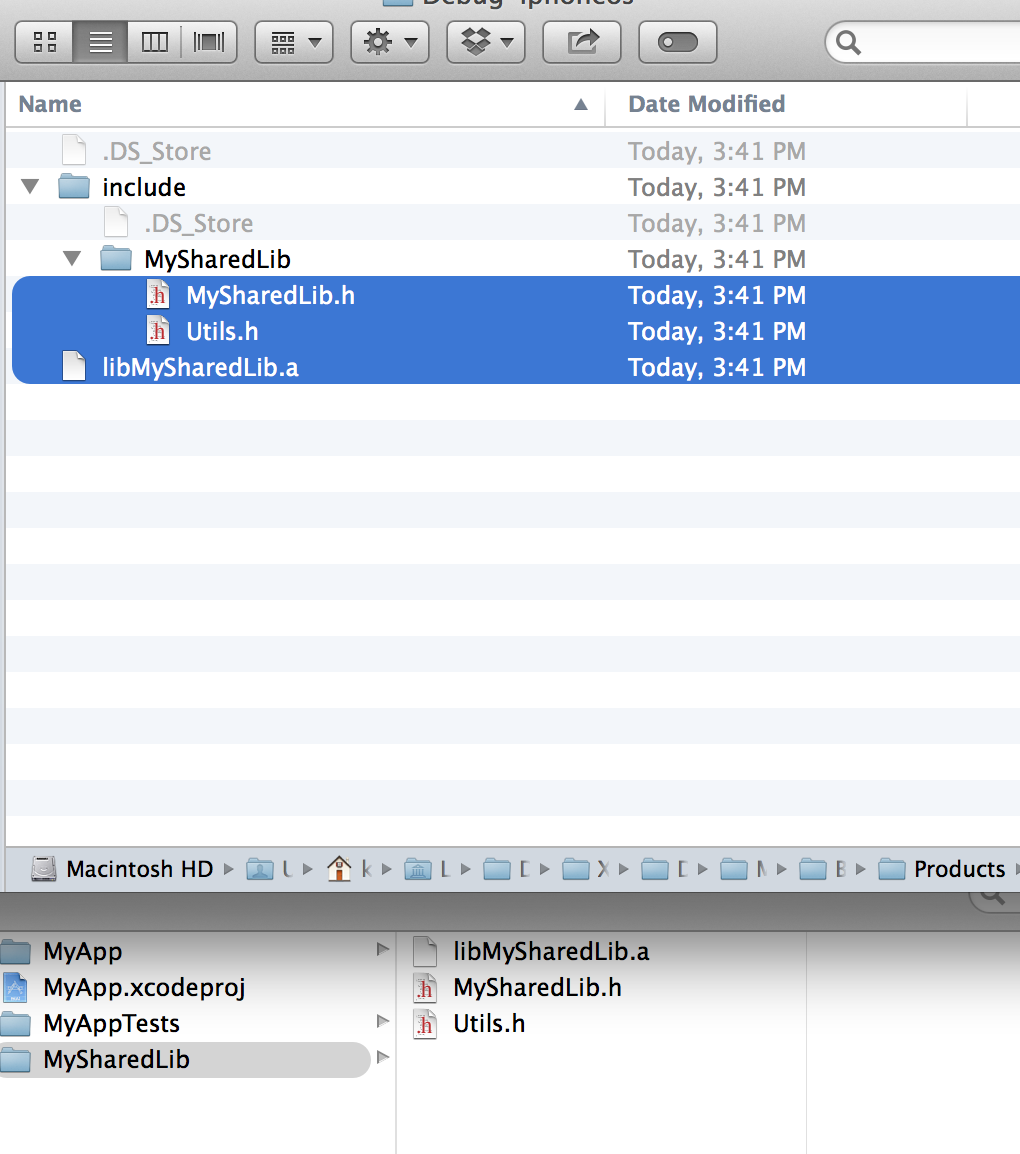 Debug-iphoneos
Name Date Modified
.DS_Store Today, 3:41 PM
include Today, 3:41 PM
.DS_Store Today, 3:41 PM
MySharedLib Today, 3:41 PM
MySharedLib.h Today, 3:41 PM
Utils.h Today, 3:41 PM
libMySharedLib.a Today, 3:41 PM
Macintosh HD U k L D X D M B Products
MyApp libMySharedLib.a
MyApp.xcodeproj MySharedLib.h
MyAppTests Utils.h
MySharedLib